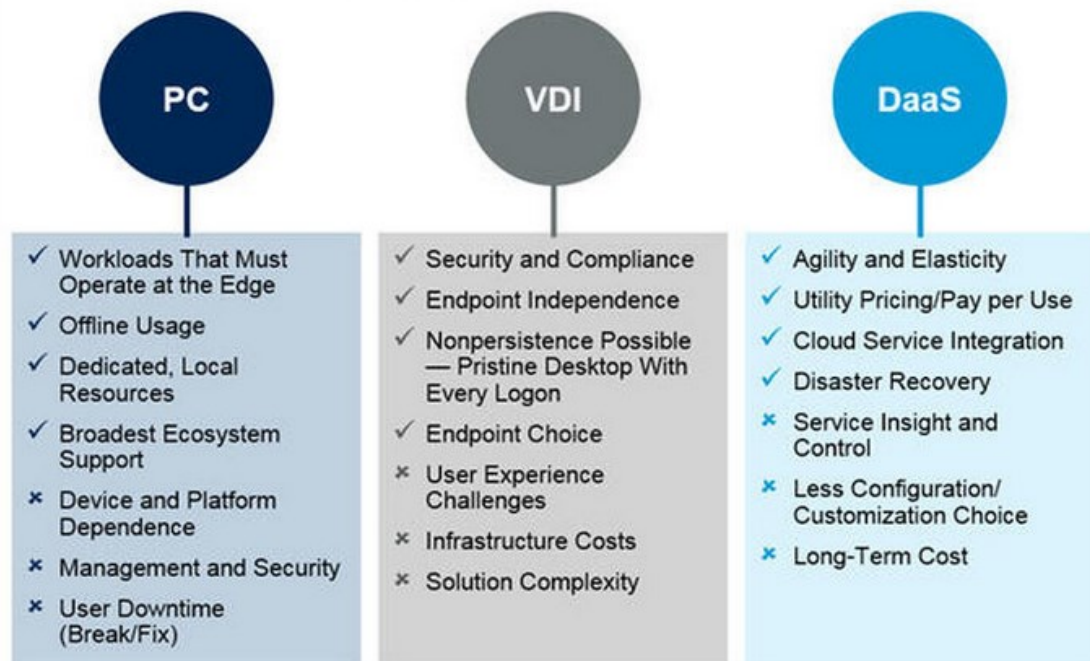 PC
✓ Workloads That Must
Operate at the Edge
✓ Offline Usage
✓ Dedicated, Local
Resources
✓ Broadest Ecosystem
Support
× Device and Platform
Dependence
× Management and Security
× User Downtime
(Break/Fix)
VDI
✓ Security and Compliance
✓ Endpoint Independence
✓ Nonpersistence Possible
— Pristine Desktop With
Every Logon
✓ Endpoint Choice
× User Experience
Challenges
× Infrastructure Costs
× Solution Complexity
DaaS
✓ Agility and Elasticity
✓ Utility Pricing/Pay per Use
✓ Cloud Service Integration
✓ Disaster Recovery
× Service Insight and
Control
× Less Configuration/
Customization Choice
× Long-Term Cost